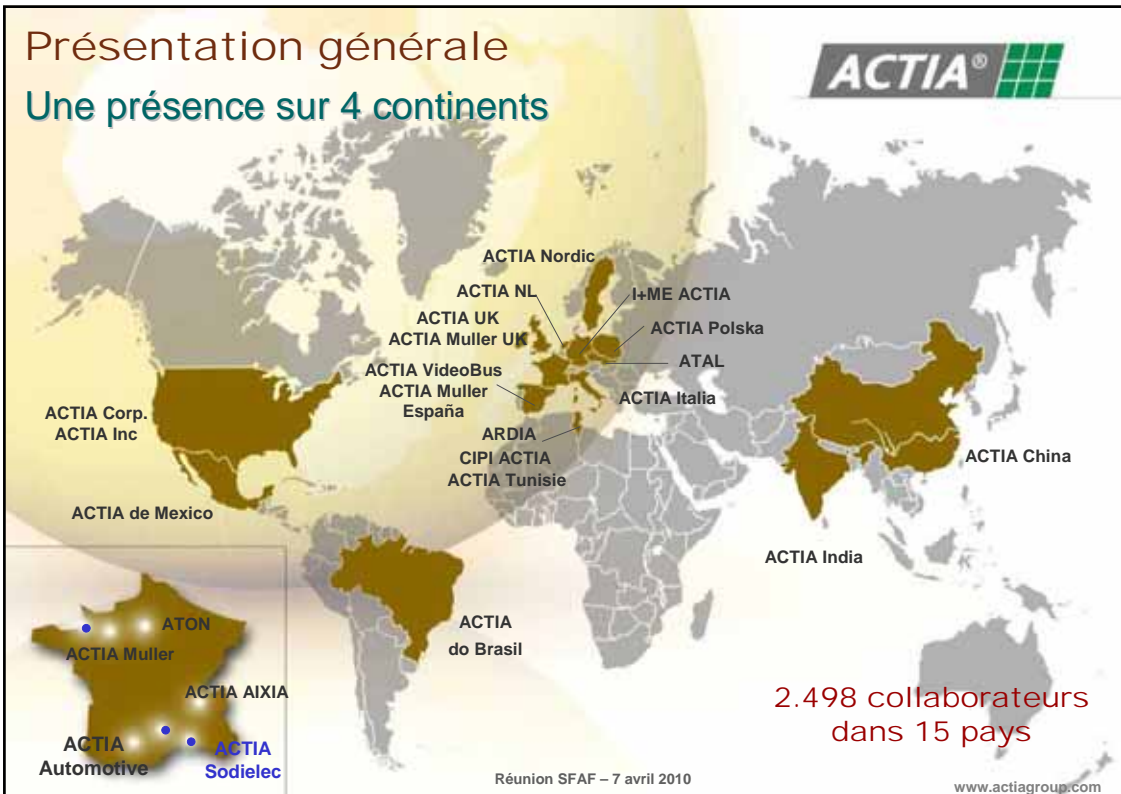 Présentation générale
Une présence sur 4 continents
ACTIA®
ACTIA Nordic
ACTIA NL
I+ME ACTIA
ACTIA UK
ACTIA Muller UK
ACTIA Polska
ATAL
ACTIA VideoBus
ACTIA Muller
España
ACTIA Italia
ACTIA Corp.
ACTIA Inc
ARDIA
CIPI ACTIA
ACTIA Tunisie
ACTIA China
ACTIA de Mexico
ACTIA India
ACTIA
do Brasil
ATON
ACTIA Muller
ACTIA AIXIA
ACTIA
Automotive
ACTIA
Sodielec
2.498 collaborateurs
dans 15 pays
Réunion SFAF – 7 avril 2010
www.actiagroup.com